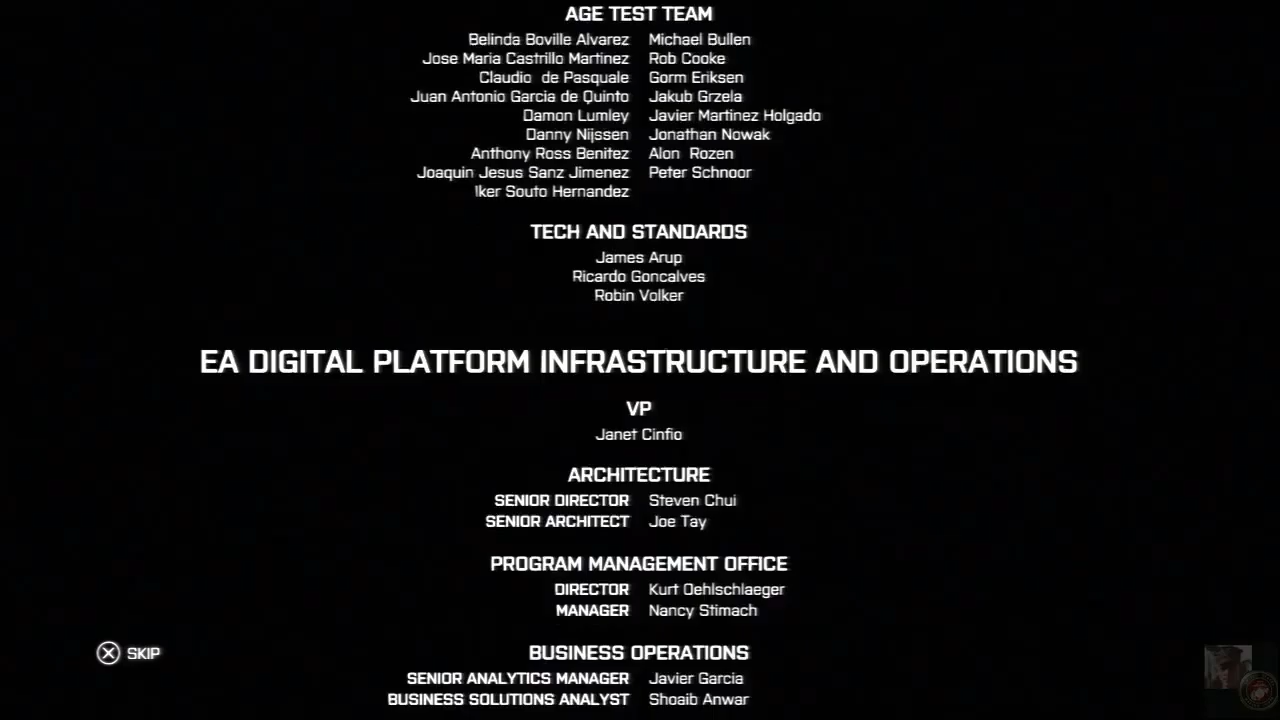 AGE TEST TEAM
Belinda Boville Alvarez Michael Bullen
Jose Maria Castrillo Martinez Rob Cooke
Claudio de Pasquale Gorm Eriksen
Juan Antonio Garcia de Quinto Jakub Grzela
Damon Lumley Javier Martinez Holgado
Danny Nijssen Jonathan Nowak
Anthony Ross Benitez Alon Rozen
Joaquin Jesus Sanz Jimenez Peter Schnoor
Iker Souto Hernandez
TECH AND STANDARDS
James Arup
Ricardo Goncalves
Robin Volker
EA DIGITAL PLATFORM INFRASTRUCTURE AND OPERATIONS
VP
Janet Cinfio
ARCHITECTURE
SENIOR DIRECTOR Steven Chui
SENIOR ARCHITECT Joe Tay
PROGRAM MANAGEMENT OFFICE
DIRECTOR Kurt Oehlschlaeger
MANAGER Nancy Stimach
SKIP
BUSINESS OPERATIONS
SENIOR ANALYTICS MANAGER Javier Garcia
BUSINESS SOLUTIONS ANALYST Shoaib Anwar